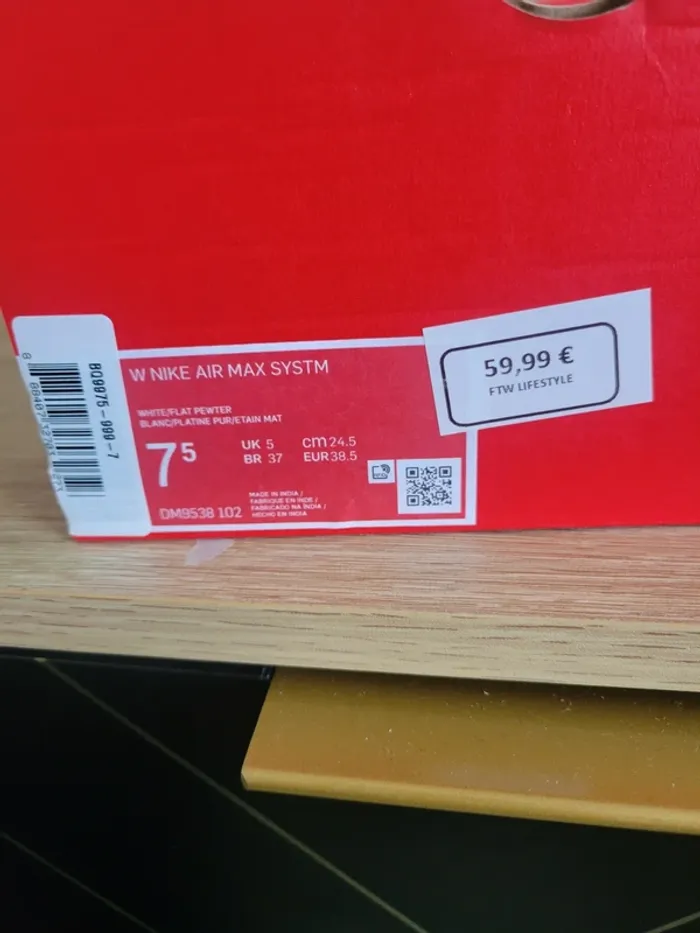 W NIKE AIR MAX SYSTM
WHITE/FLAT PEWTER
BLANC/PLATINE PUR/ETAIN MAT
7⁵
UK 5 cm 24.5
BR 37 EUR 38.5
MADE IN INDIA /
FABRIQUE EN INDE /
FABRICADO NA INDIA /
HECHO EN INDIA
DM9538 102
809975-999-7
59,99 €
FTW LIFESTYLE